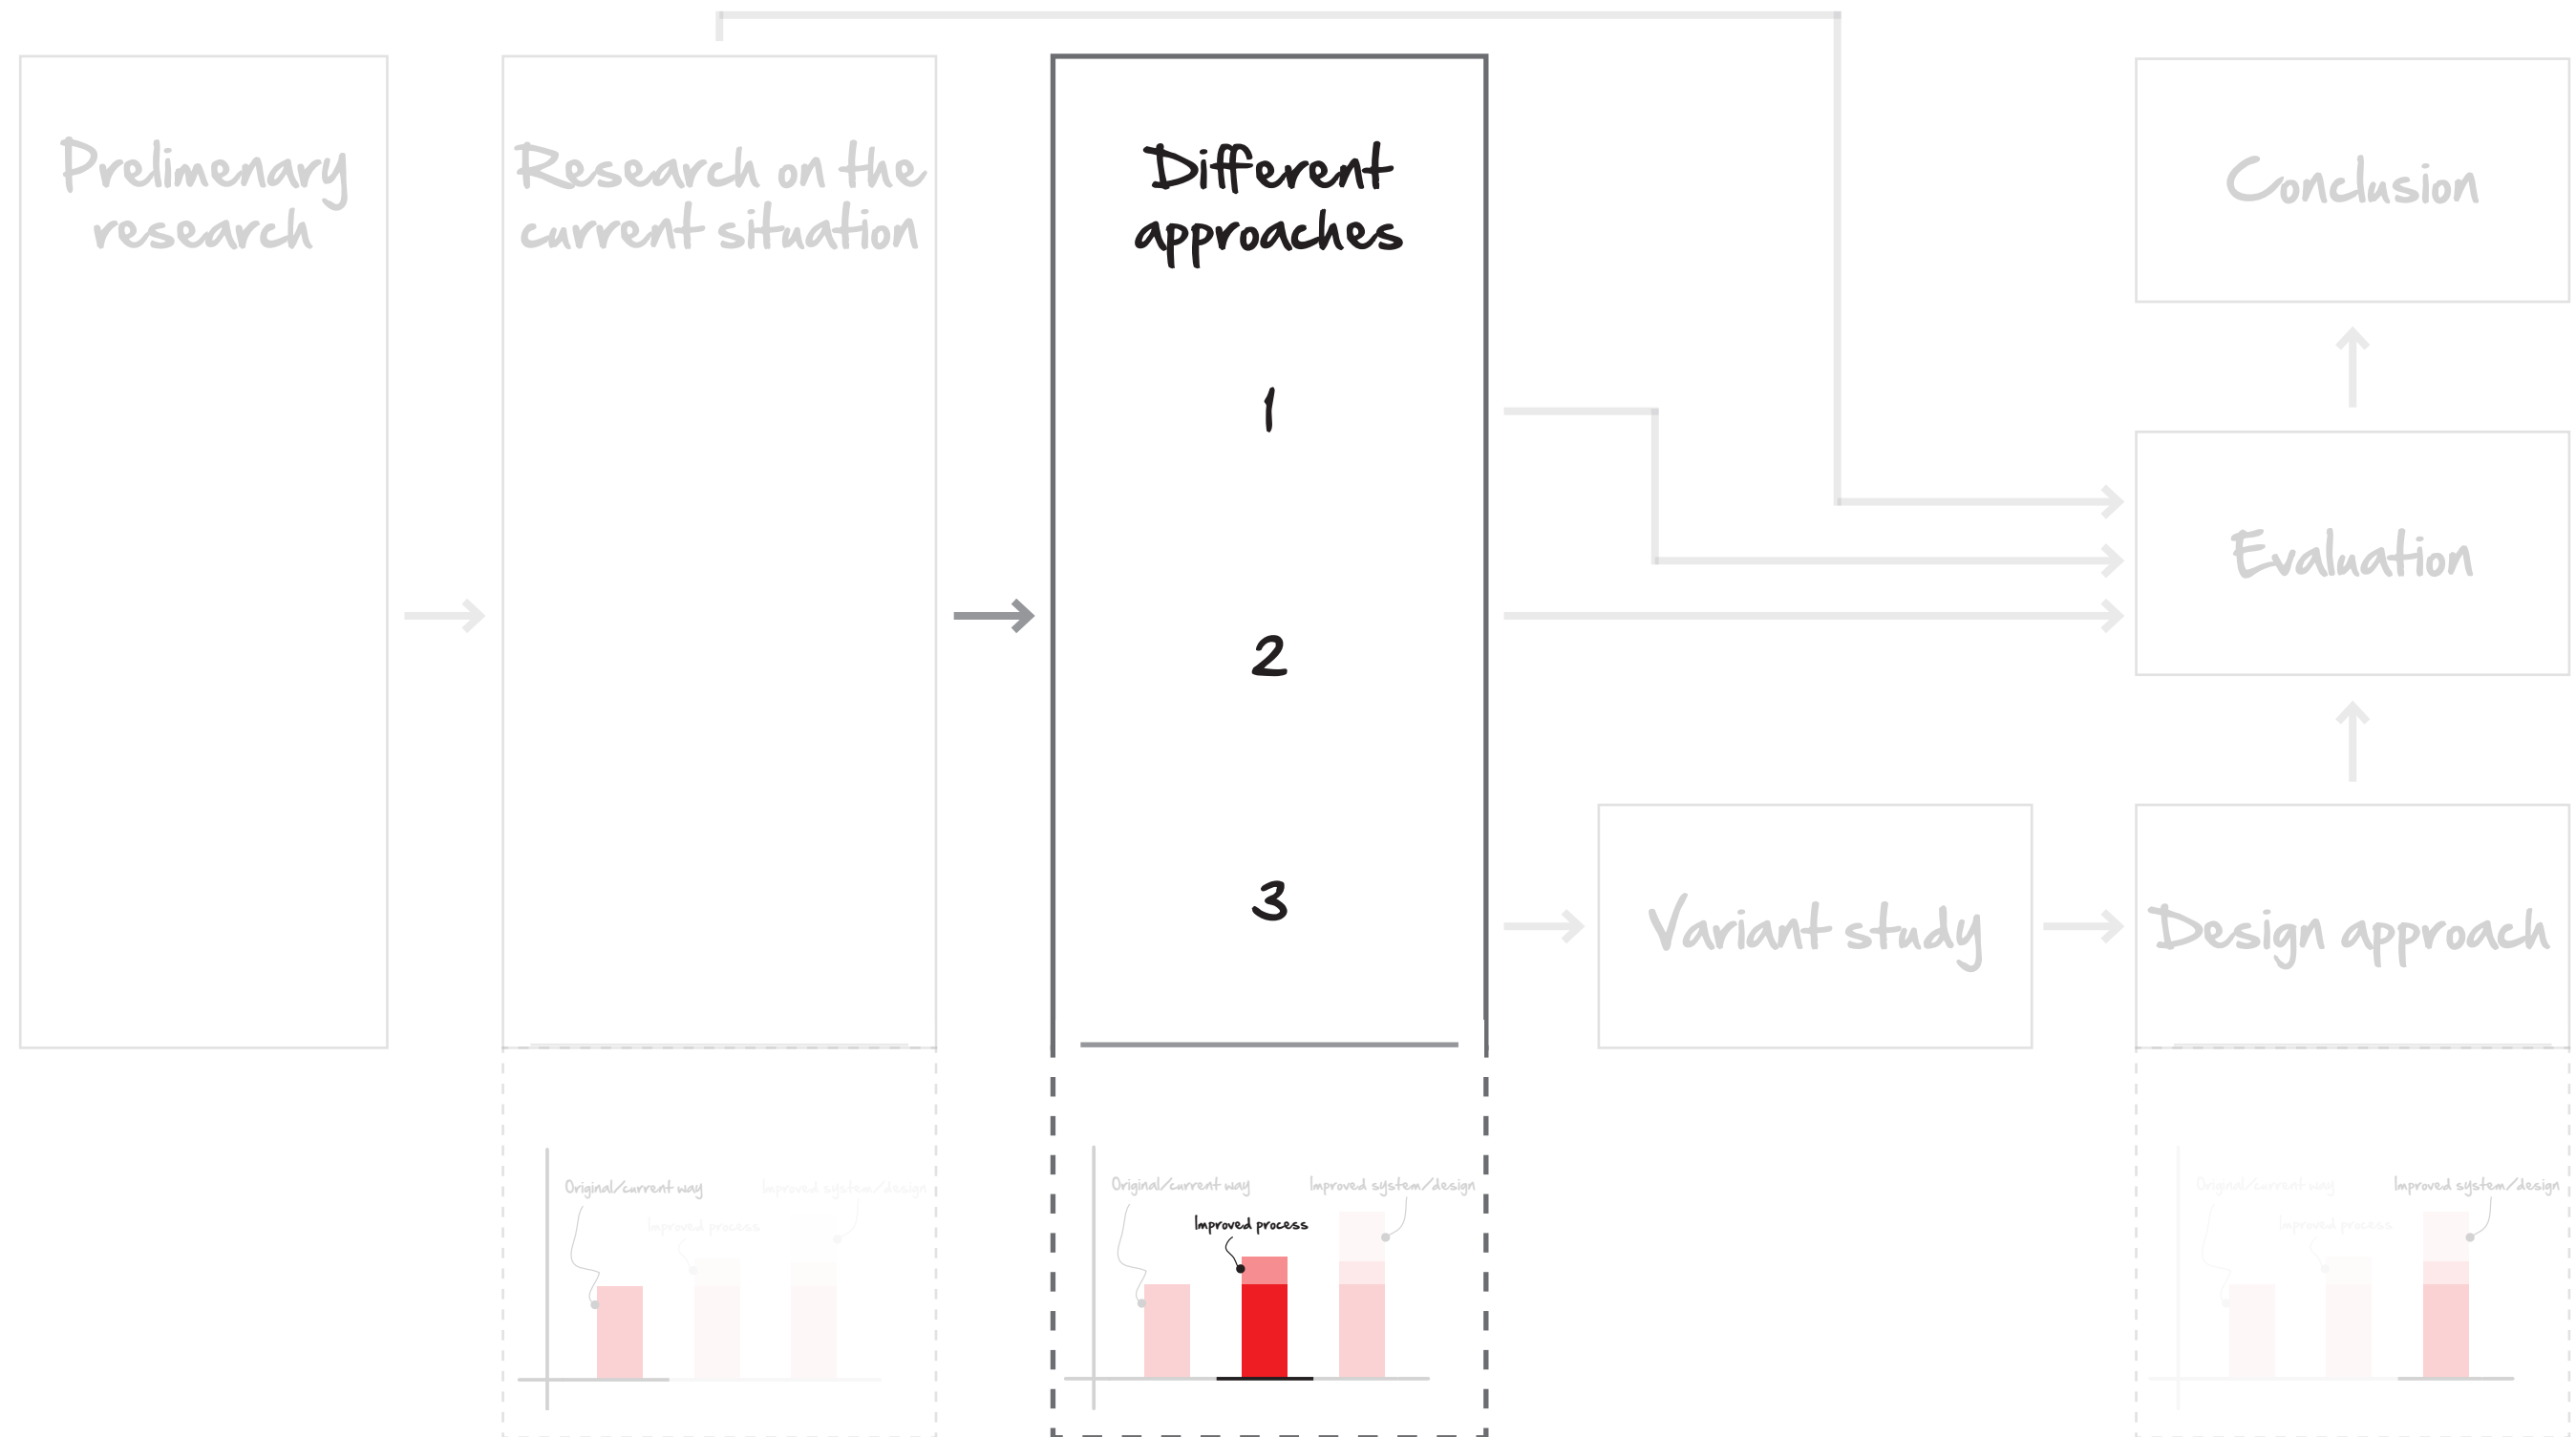 Prelimenary
research
Research on the
current situation
Different
approaches
1
2
3
Conclusion
Evaluation
Variant study
Design approach
Original/current way
Improved system/design
Improved process
Original/current way
Improved system/design
Improved process
Original/current way
Improved system/design
Improved process